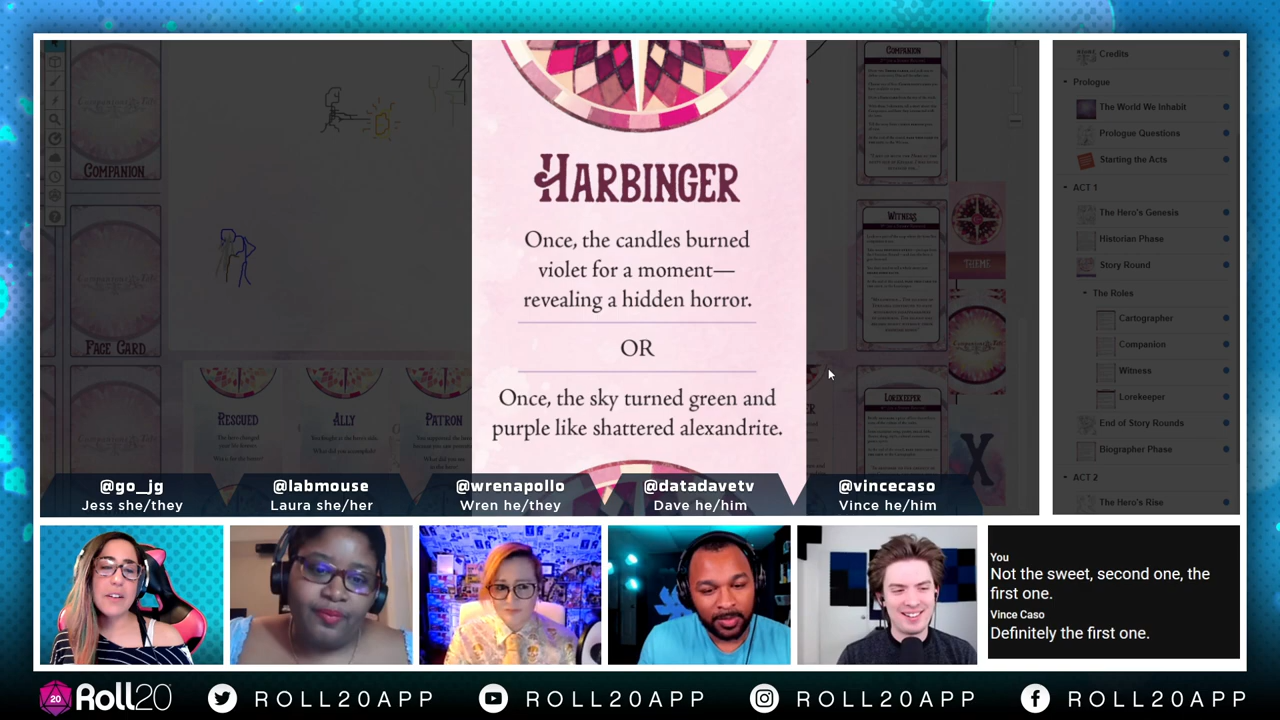 COMPANION
FACE CARD
RESCUED
ALLY
PATRON
HARBINGER
Once, the candles burned
violet for a moment—
revealing a hidden horror.
OR
Once, the sky turned green and
purple like shattered alexandrite.
COMPANION
WITNESS
LOREKEEPER
THEME
X
Credits
Prologue
The World We Inhabit
Prologue Questions
Starting the Acts
ACT 1
The Hero's Genesis
Historian Phase
Story Round
The Roles
Cartographer
Companion
Witness
Lorekeeper
End of Story Rounds
Biographer Phase
ACT 2
The Hero's Rise
@go_jg
Jess she/they
@labmouse
Laura she/her
@wrenapollo
Wren he/they
@datadavetv
Dave he/him
@vincecaso
Vince he/him
You
Not the sweet, second one, the
first one.
Vince Caso
Definitely the first one.
20
Roll20
ROLL20APP
ROLL20APP
ROLL20APP
ROLL20APP